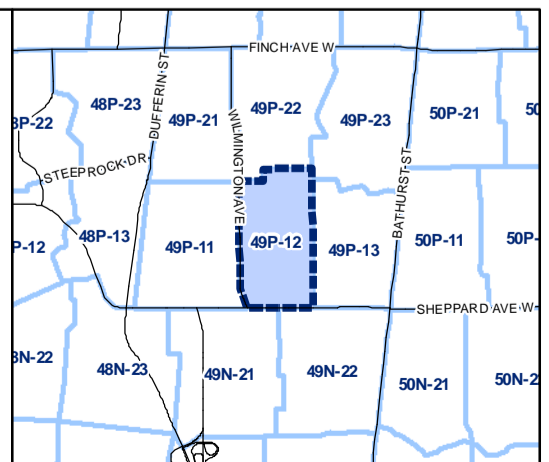 FINCH AVE W
48P-23
DUFFERIN ST
49P-21
49P-22
49P-23
50P-21
50
3P-22
WILMINGTON AVE
STEEPROCK DR
BATHURST ST
P-12
48P-13
49P-11
49P-12
49P-13
50P-11
50P-
SHEPPARD AVE W
8N-22
48N-23
49N-21
49N-22
50N-21
50N-2